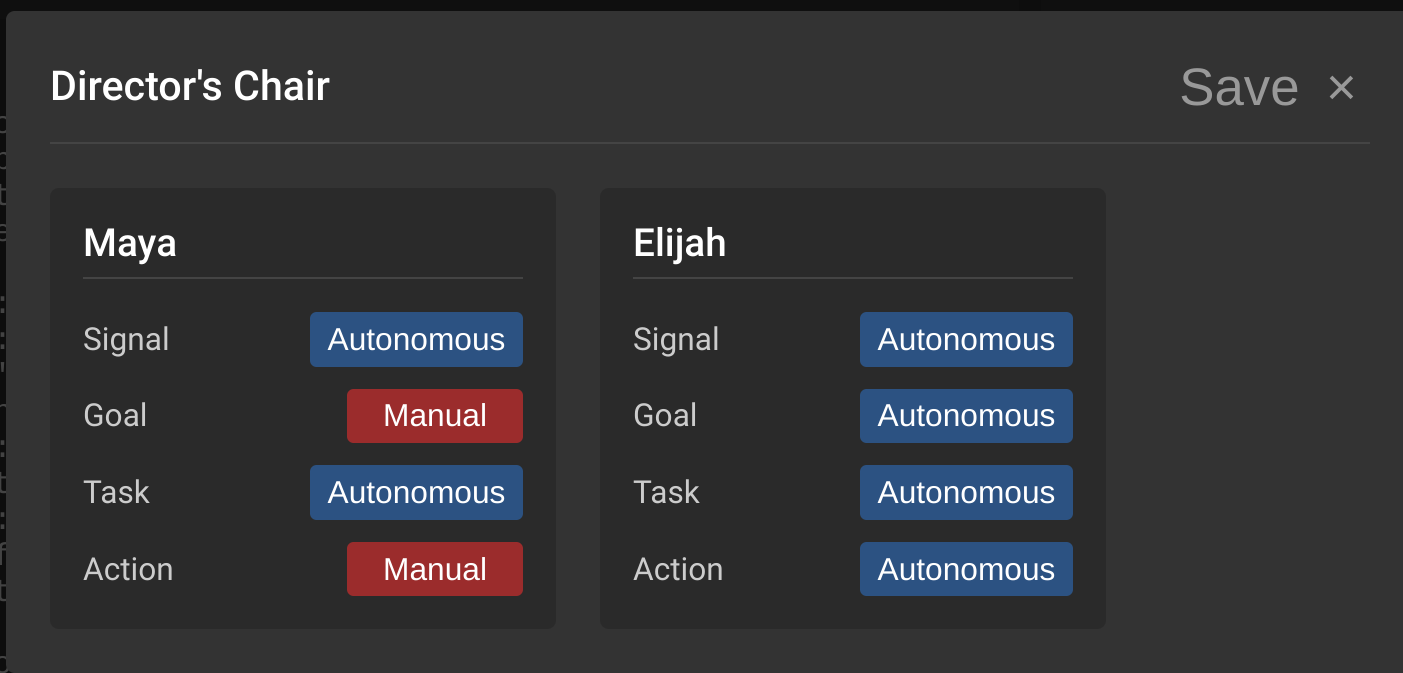 Director's Chair
Save ×
Maya
Signal Autonomous
Goal Manual
Task Autonomous
Action Manual
Elijah
Signal Autonomous
Goal Autonomous
Task Autonomous
Action Autonomous